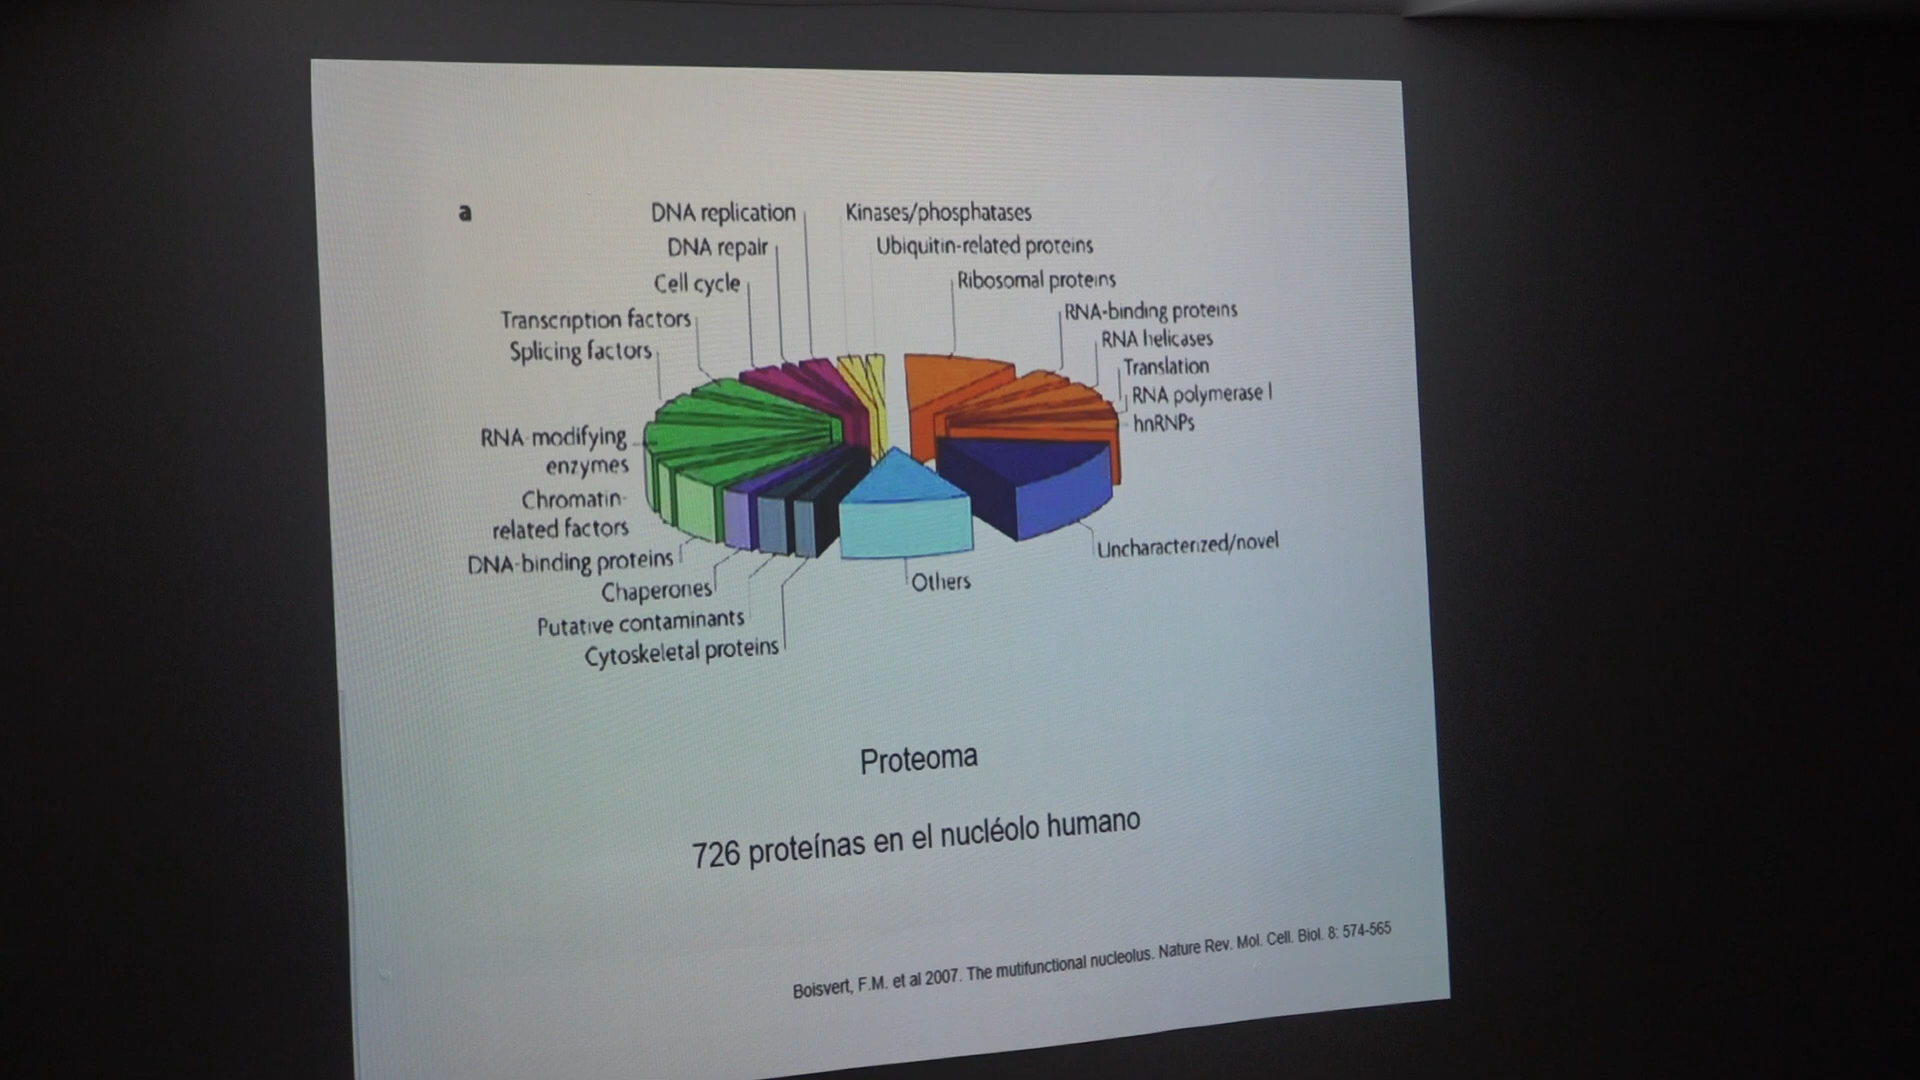 a
DNA replication
DNA repair
Cell cycle
Transcription factors
Splicing factors
RNA-modifying
enzymes
Chromatin-
related factors
DNA-binding proteins
Chaperones
Putative contaminants
Cytoskeletal proteins
Kinases/phosphatases
Ubiquitin-related proteins
Ribosomal proteins
RNA-binding proteins
RNA helicases
Translation
RNA polymerase I
hnRNPs
Uncharacterized/novel
Others
Proteoma
726 proteínas en el nucléolo humano
Boisvert, F.M. et al 2007. The mutifunctional nucleolus. Nature Rev. Mol. Cell. Biol. 8: 574-565